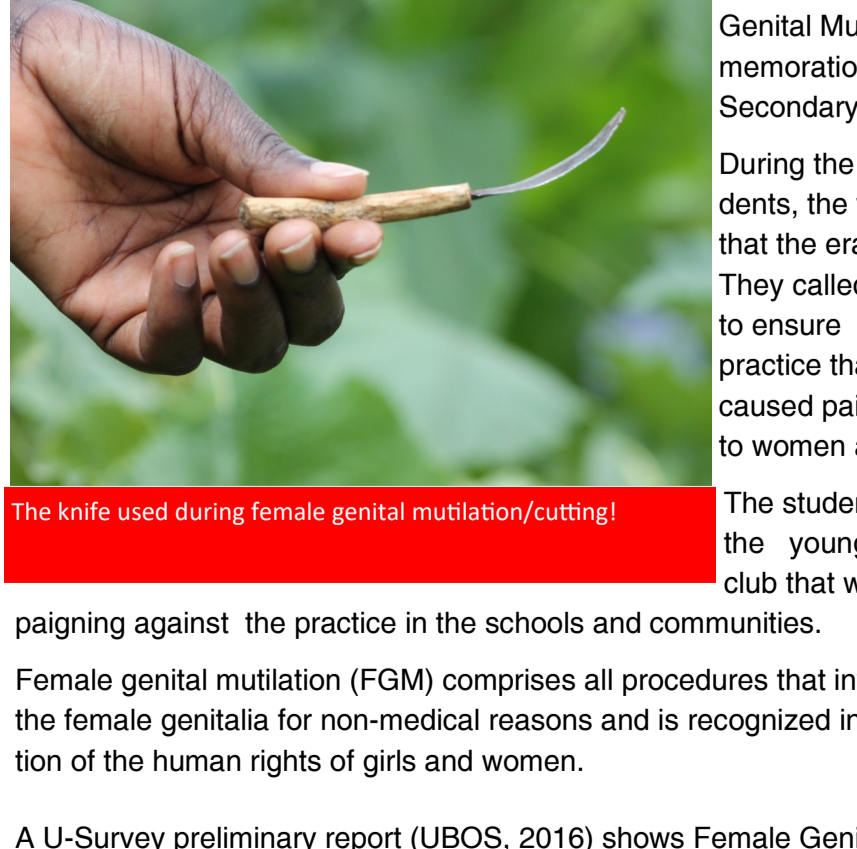 Genital Mu
memoratio
Secondary
During the
dents, the
that the era
They called
to ensure
practice tha
caused pai
to women a
The knife used during female genital mutilation/cutting!
The studen
the young
club that w
paigning against the practice in the schools and communities.
Female genital mutilation (FGM) comprises all procedures that in
the female genitalia for non-medical reasons and is recognized in
tion of the human rights of girls and women.
A U-Survey preliminary report (UBOS, 2016) shows Female Geni